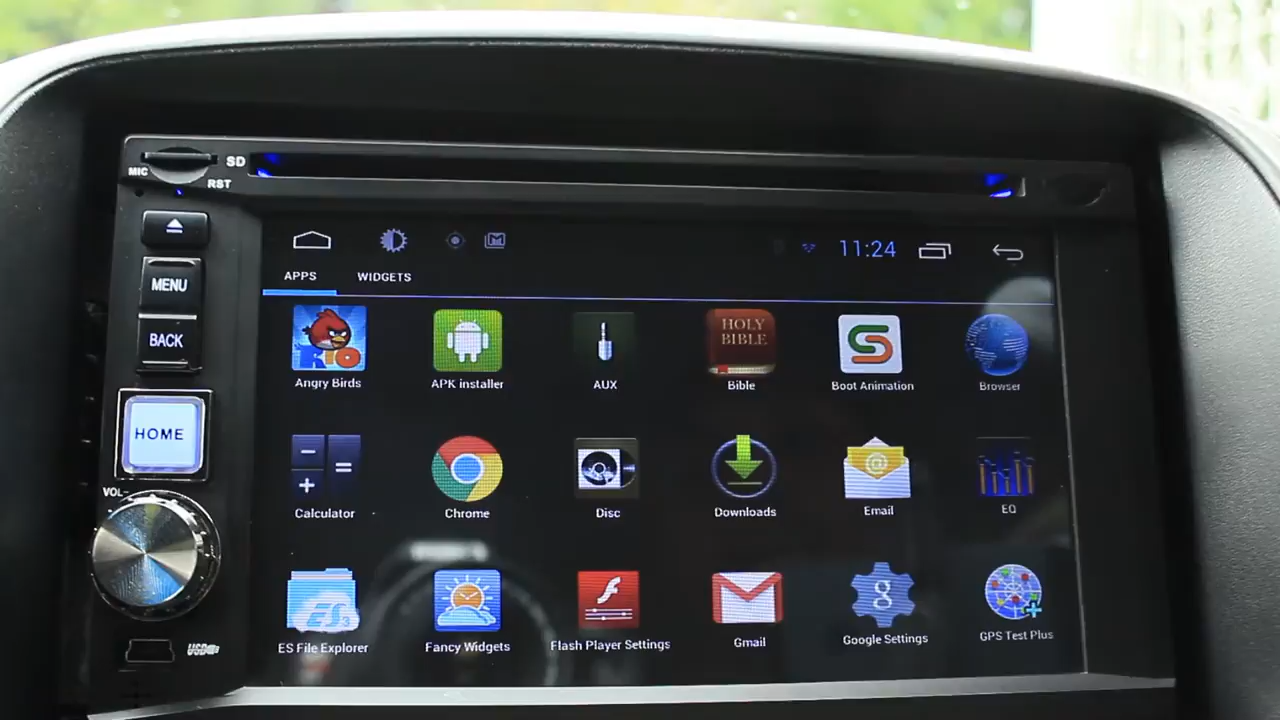 SD
MIC
RST
MENU
BACK
HOME
VOL
USB
11:24
APPS WIDGETS
RIO
HOLY
BIBLE
Angry Birds APK installer AUX Bible Boot Animation Browser
Calculator Chrome Disc Downloads Email EQ
ES File Explorer Fancy Widgets Flash Player Settings Gmail Google Settings GPS Test Plus